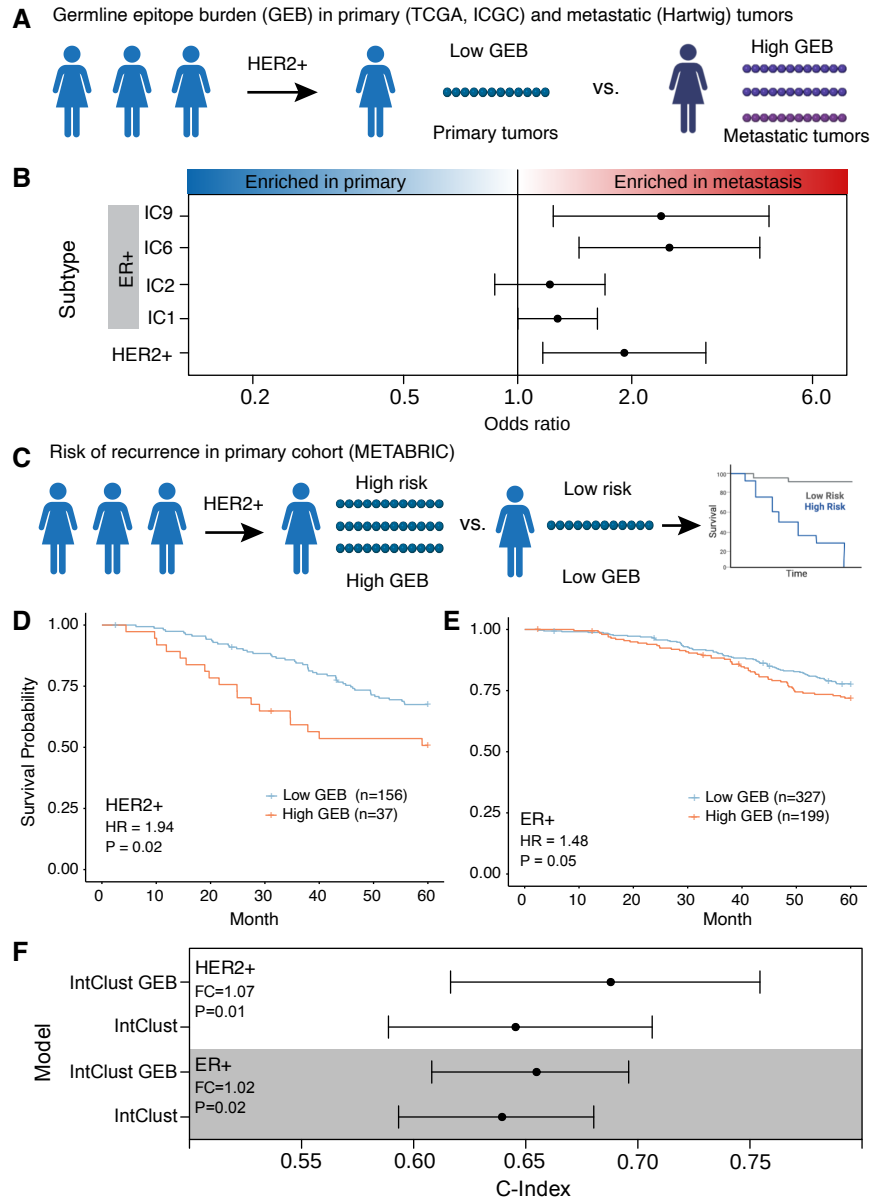 A Germline epitope burden (GEB) in primary (TCGA, ICGC) and metastatic (Hartwig) tumors
HER2+
Low GEB
Primary tumors
vs.
High GEB
Metastatic tumors
B
Enriched in primary
Enriched in metastasis
Subtype
ER+
IC9
IC6
IC2
IC1
HER2+
0.2 0.5 1.0 2.0 6.0
Odds ratio
C Risk of recurrence in primary cohort (METABRIC)
HER2+
High risk
High GEB
vs.
Low risk
Low GEB
Survival
100
80
60
40
20
0
Low Risk
High Risk
Time
D
Survival Probability
1.00
0.75
0.50
0.25
0.00
HER2+
HR = 1.94
P = 0.02
Low GEB (n=156)
High GEB (n=37)
0 10 20 30 40 50 60
Month
E
1.00
0.75
0.50
0.25
0.00
ER+
HR = 1.48
P = 0.05
Low GEB (n=327)
High GEB (n=199)
0 10 20 30 40 50 60
Month
F
Model
IntClust GEB
IntClust
IntClust GEB
IntClust
HER2+
FC=1.07
P=0.01
ER+
FC=1.02
P=0.02
0.55 0.60 0.65 0.70 0.75
C-Index